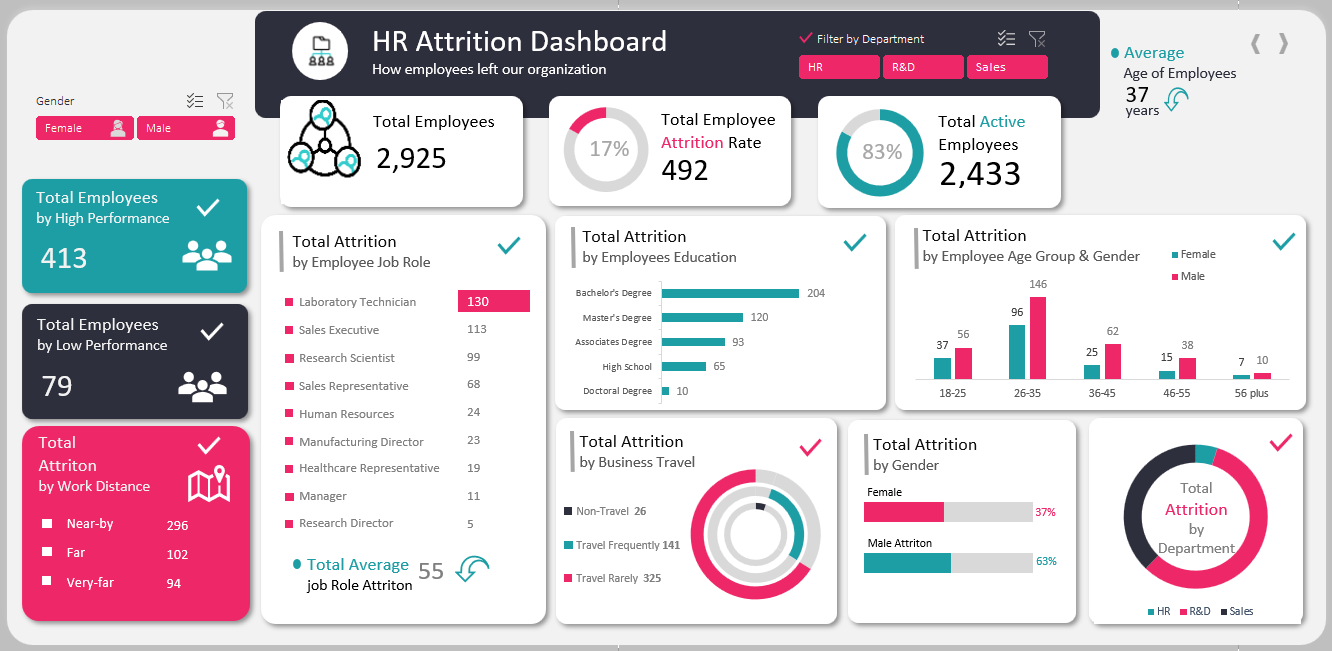 HR Attrition Dashboard
How employees left our organization
Filter by Department
HR
R&D
Sales
Average
Age of Employees
37
years
Gender
Female
Male
Total Employees
2,925
17%
Total Employee
Attrition Rate
492
83%
Total Active
Employees
2,433
Total Employees
by High Performance
413
Total Employees
by Low Performance
79
Total
Attriton
by Work Distance
Near-by 296
Far 102
Very-far 94
Total Attrition
by Employee Job Role
Laboratory Technician 130
Sales Executive 113
Research Scientist 99
Sales Representative 68
Human Resources 24
Manufacturing Director 23
Healthcare Representative 19
Manager 11
Research Director 5
Total Average
job Role Attriton
55
Total Attrition
by Employees Education
Bachelor's Degree 204
Master's Degree 120
Associates Degree 93
High School 65
Doctoral Degree 10
Total Attrition
by Employee Age Group & Gender
Female
Male
37 56 96 146 25 62 15 38 7 10
18-25 26-35 36-45 46-55 56 plus
Total Attrition
by Business Travel
Non-Travel 26
Travel Frequently 141
Travel Rarely 325
Total Attrition
by Gender
Female
37%
Male Attriton
63%
Total
Attrition
by
Department
HR R&D Sales